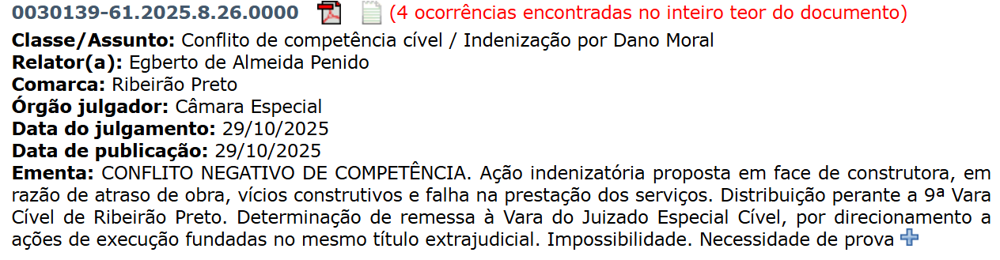 0030139-61.2025.8.26.0000 (4 ocorrências encontradas no inteiro teor do documento)
Classe/Assunto: Conflito de competência cível / Indenização por Dano Moral
Relator(a): Egberto de Almeida Penido
Comarca: Ribeirão Preto
Órgão julgador: Câmara Especial
Data do julgamento: 29/10/2025
Data de publicação: 29/10/2025
Ementa: CONFLITO NEGATIVO DE COMPETÊNCIA. Ação indenizatória proposta em face de construtora, em
razão de atraso de obra, vícios construtivos e falha na prestação dos serviços. Distribuição perante a 9ª Vara
Cível de Ribeirão Preto. Determinação de remessa à Vara do Juizado Especial Cível, por direcionamento a
ações de execução fundadas no mesmo título extrajudicial. Impossibilidade. Necessidade de prova